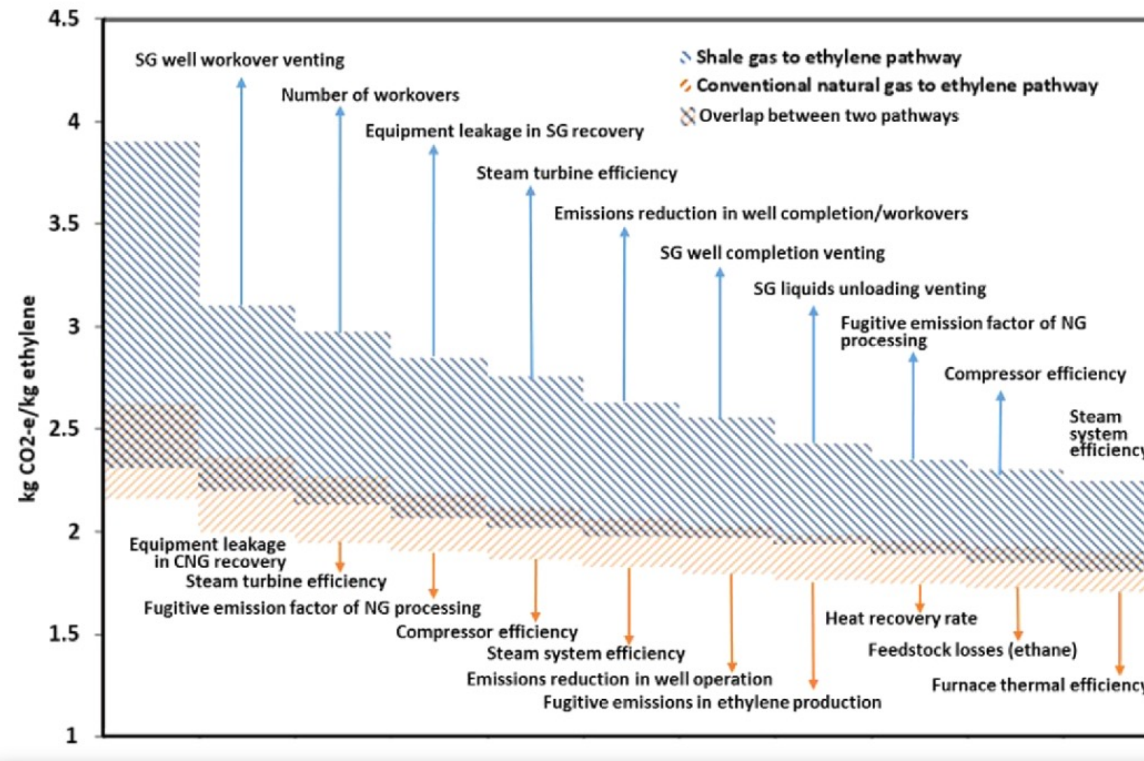 4.5
4
3.5
3
2.5
2
1.5
1
kg CO2-e/kg ethylene
Shale gas to ethylene pathway
Conventional natural gas to ethylene pathway
Overlap between two pathways
SG well workover venting
Number of workovers
Equipment leakage in SG recovery
Steam turbine efficiency
Emissions reduction in well completion/workovers
SG well completion venting
SG liquids unloading venting
Fugitive emission factor of NG
processing
Compressor efficiency
Steam
system
efficiency
Equipment leakage
in CNG recovery
Steam turbine efficiency
Fugitive emission factor of NG processing
Compressor efficiency
Steam system efficiency
Emissions reduction in well operation
Fugitive emissions in ethylene production
Heat recovery rate
Feedstock losses (ethane)
Furnace thermal efficiency